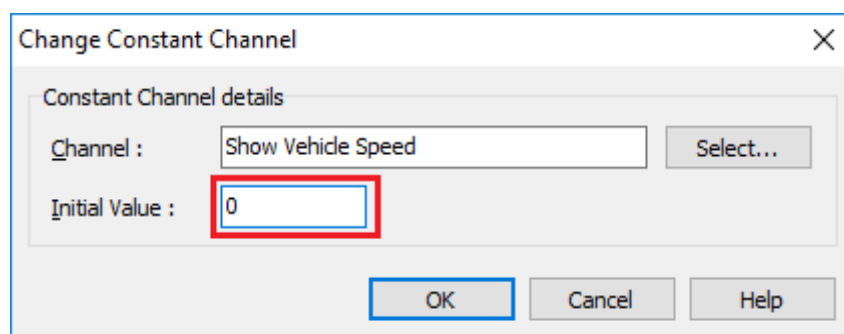 Change Constant Channel
Constant Channel details
Channel : Show Vehicle Speed Select...
Initial Value : 0
OK Cancel Help